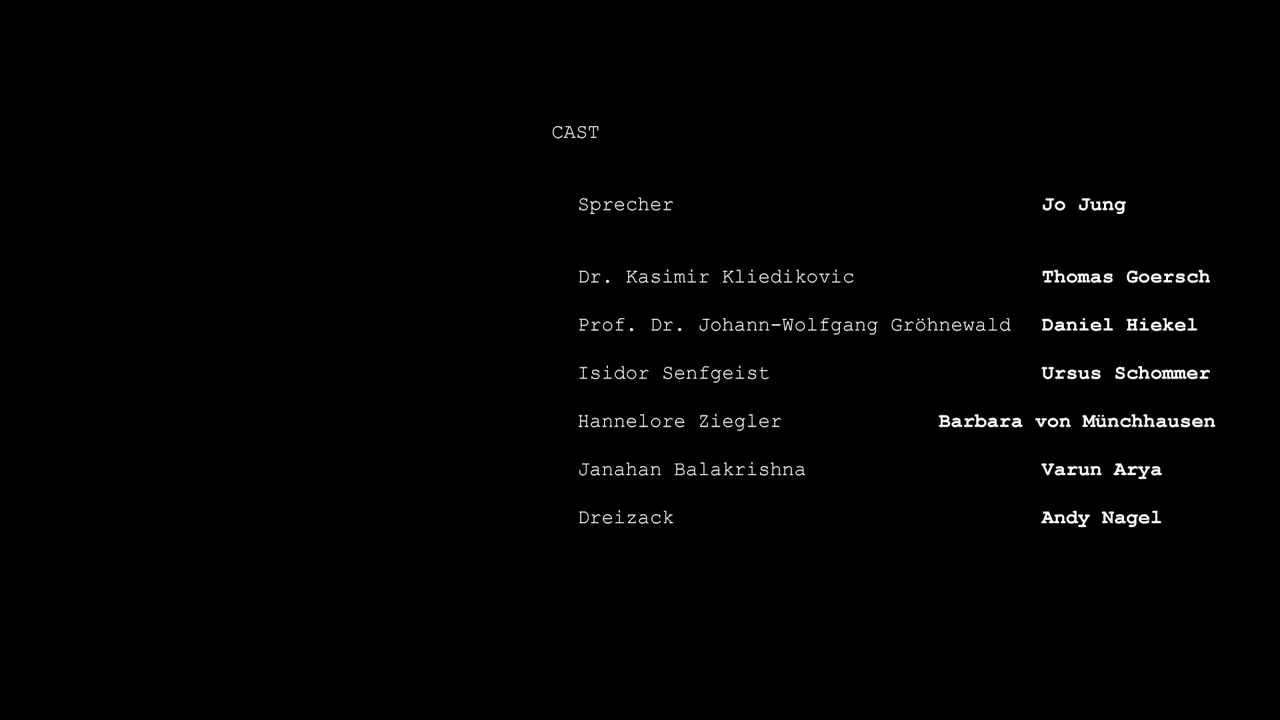 CAST
Sprecher Jo Jung
Dr. Kasimir Kliedikovic Thomas Goersch
Prof. Dr. Johann-Wolfgang Gröhnewald Daniel Hiekel
Isidor Senfgeist Ursus Schommer
Hannelore Ziegler Barbara von Münchhausen
Janahan Balakrishna Varun Arya
Dreizack Andy Nagel